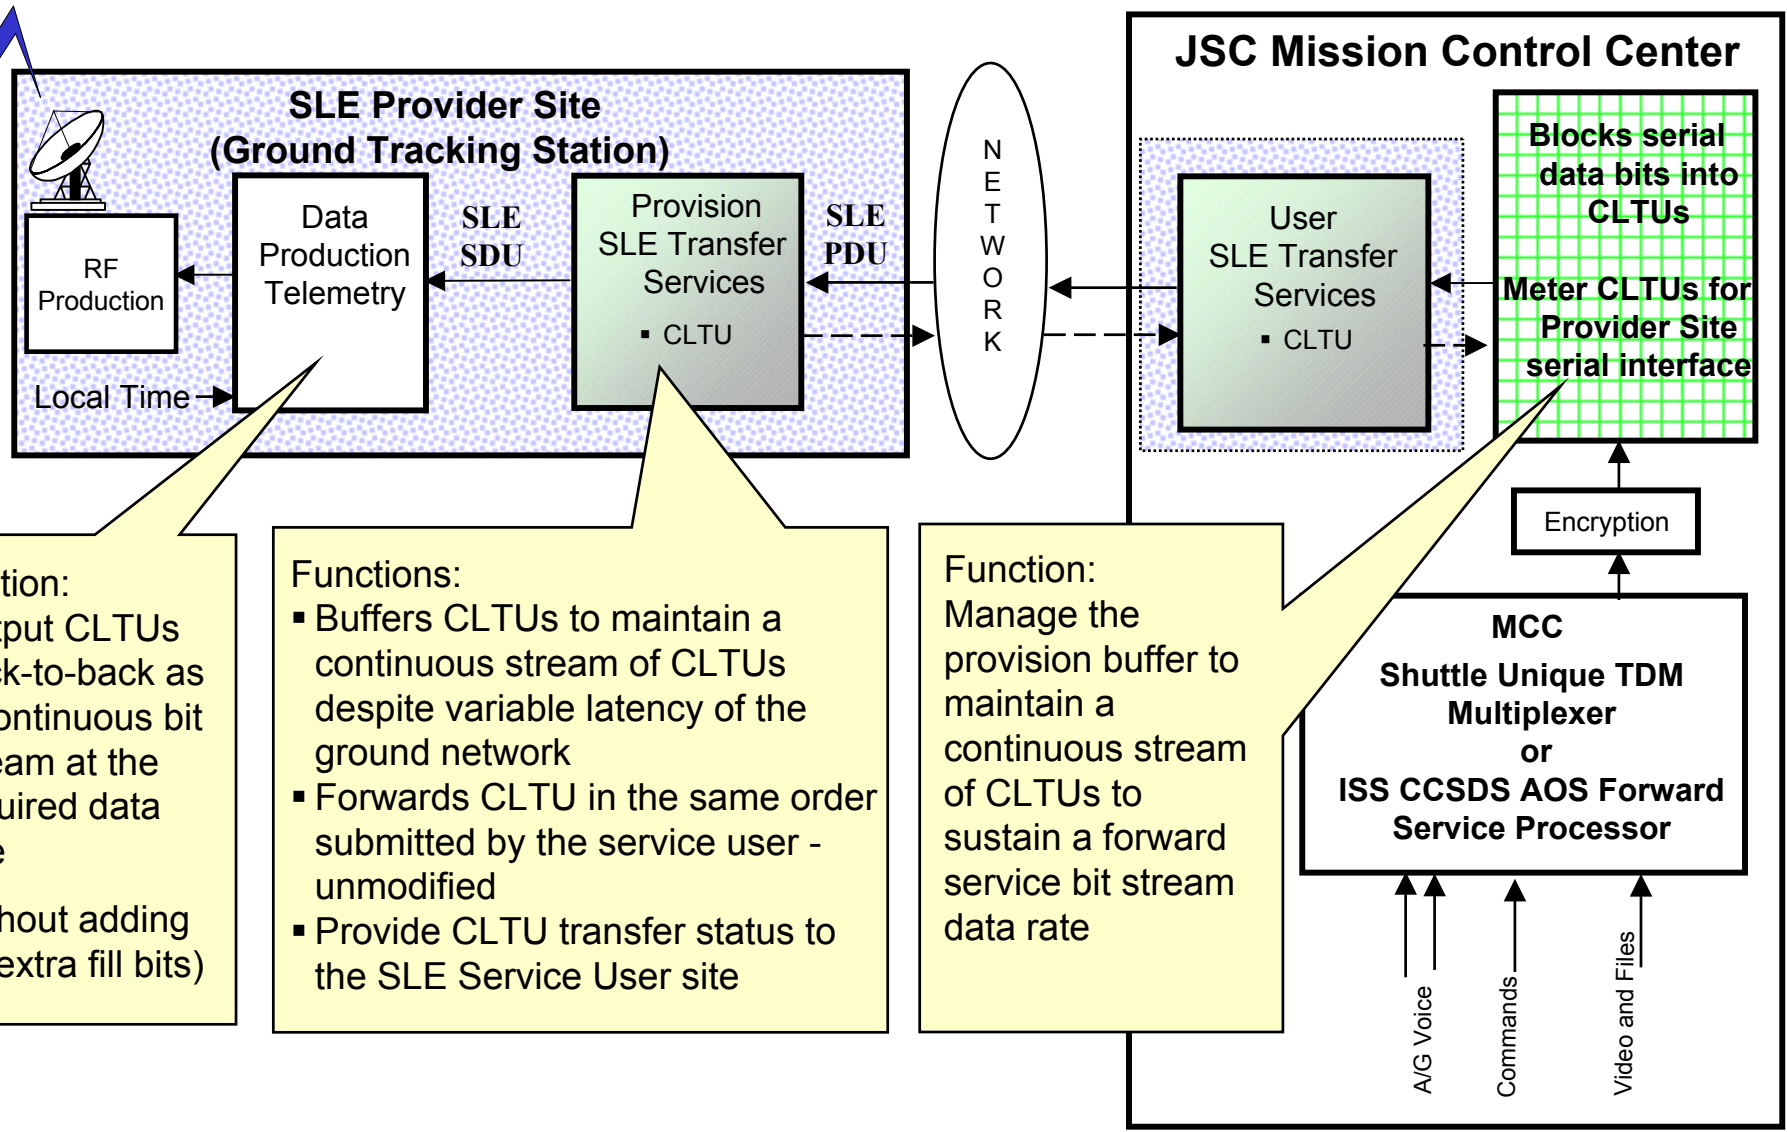 JSC Mission Control Center
SLE Provider Site
(Ground Tracking Station)
RF
Production
Local Time
Data
Production
Telemetry
SLE
SDU
Provision
SLE Transfer
Services
▪ CLTU
SLE
PDU
N
E
T
W
O
R
K
User
SLE Transfer
Services
▪ CLTU
Blocks serial
data bits into
CLTUs
Meter CLTUs for
Provider Site
serial interface
Encryption
MCC
Shuttle Unique TDM
Multiplexer
or
ISS CCSDS AOS Forward
Service Processor
A/G Voice
Commands
Video and Files
tion:
tput CLTUs
ck-to-back as
continuous bit
eam at the
uired data
e
hout adding
extra fill bits)
Functions:
▪ Buffers CLTUs to maintain a
continuous stream of CLTUs
despite variable latency of the
ground network
▪ Forwards CLTU in the same order
submitted by the service user -
unmodified
▪ Provide CLTU transfer status to
the SLE Service User site
Function:
Manage the
provision buffer to
maintain a
continuous stream
of CLTUs to
sustain a forward
service bit stream
data rate